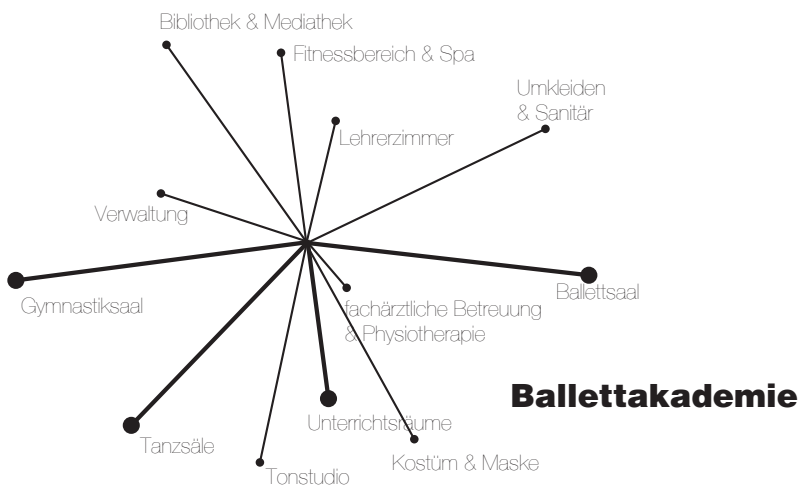 Bibliothek & Mediathek
Fitnessbereich & Spa
Umkleiden
& Sanitär
Lehrerzimmer
Verwaltung
Gymnastiksaal
Ballettsaal
fachärztliche Betreuung
& Physiotherapie
Ballettakademie
Unterrichtsräume
Tanzsäle
Kostüm & Maske
Tonstudio